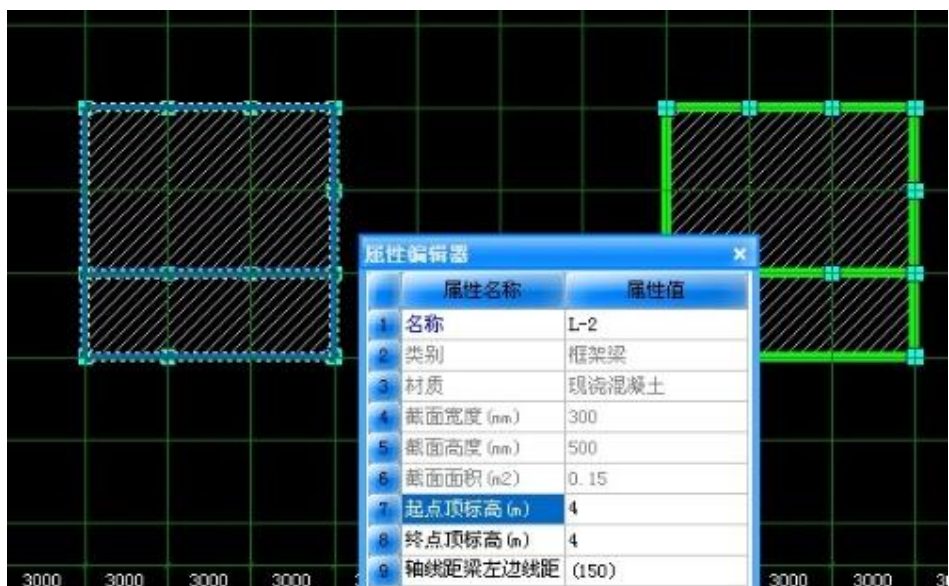 属性编辑器
属性名称 属性值
1 名称 L-2
2 类别 框架梁
3 材质 现浇混凝土
4 截面宽度(mm) 300
5 截面高度(mm) 500
6 截面面积(m2) 0.15
7 起点顶标高(m) 4
8 终点顶标高(m) 4
9 轴线距梁左边线距 (150)
3000 3000 3000 3000 3000 3000